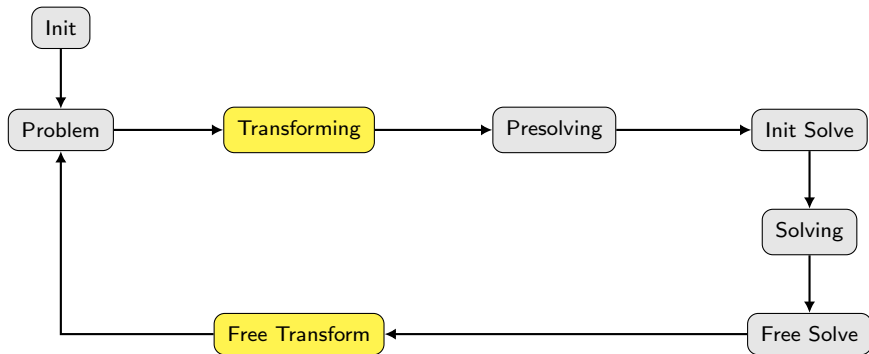 Init
Problem
Transforming
Presolving
Init Solve
Solving
Free Transform
Free Solve